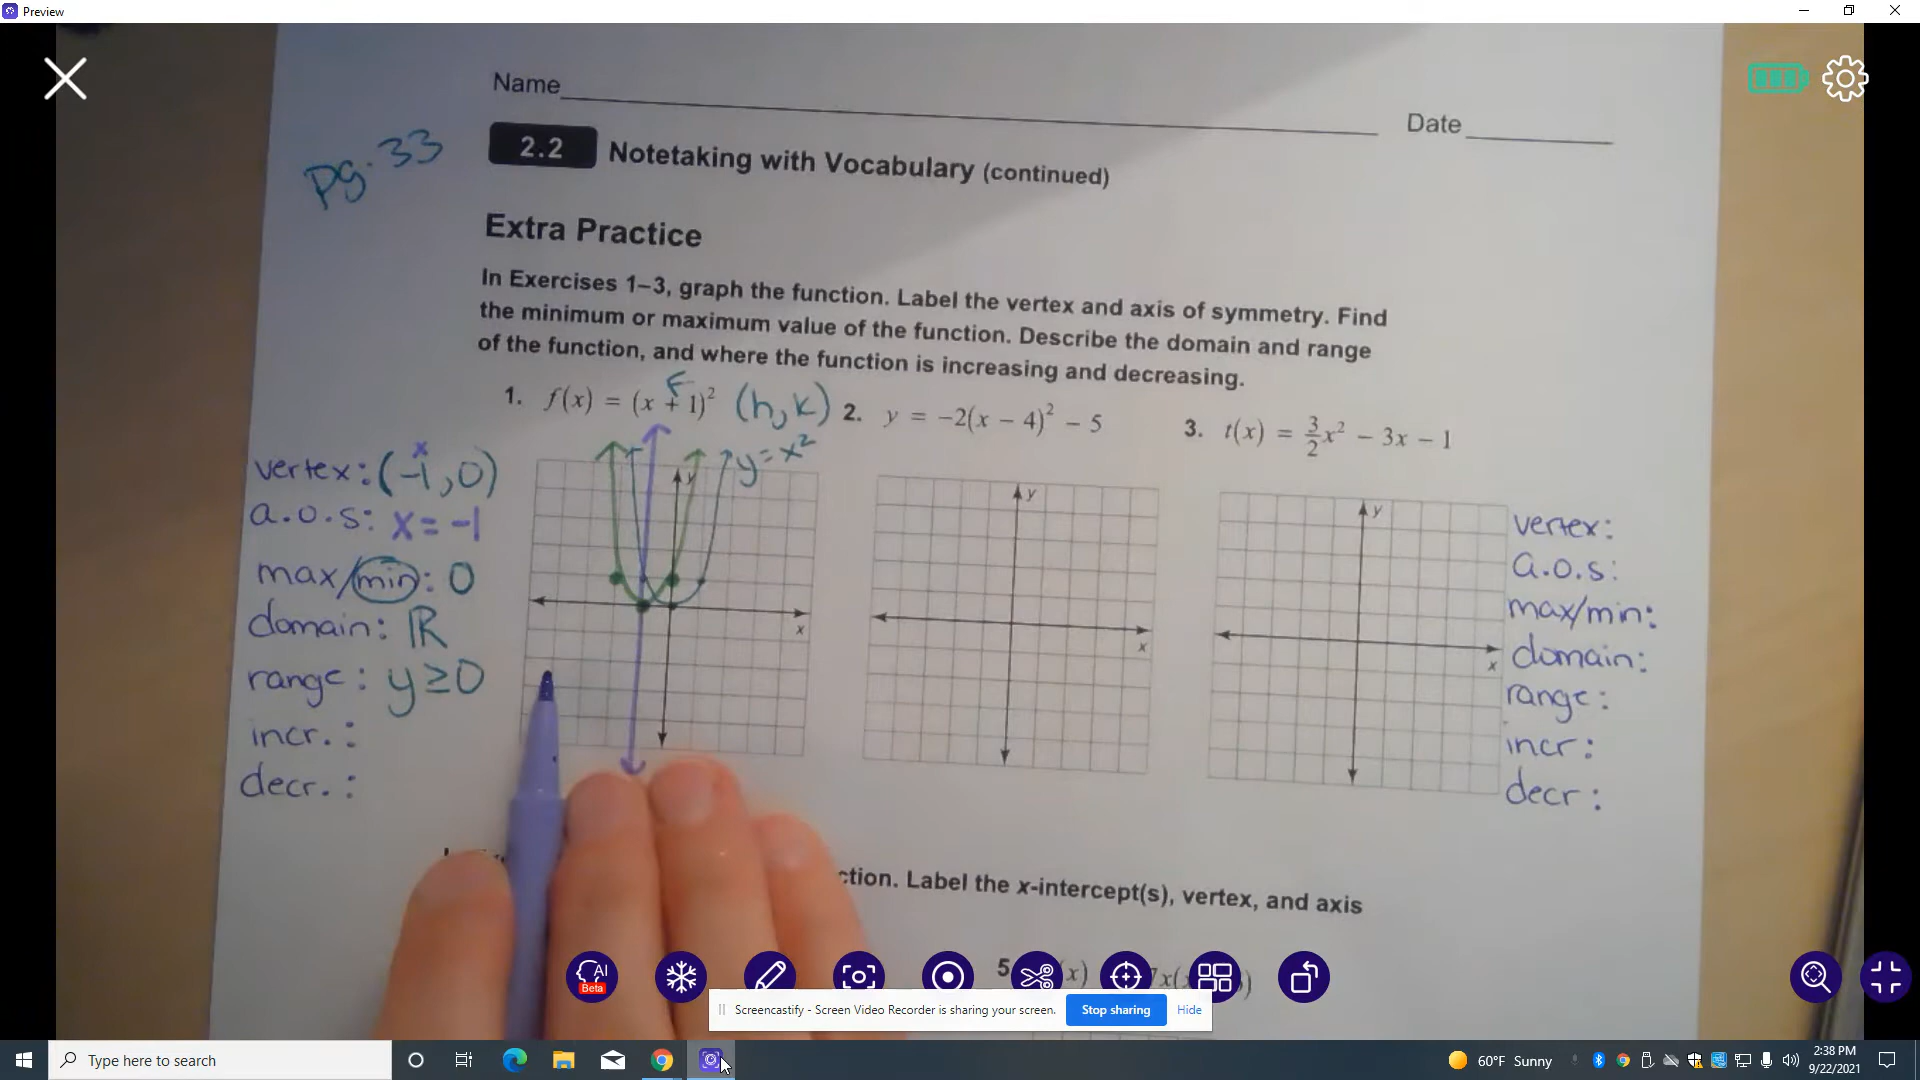 Preview
Name
Date
pg. 33
2.2 Notetaking with Vocabulary (continued)
Extra Practice
In Exercises 1–3, graph the function. Label the vertex and axis of symmetry. Find
the minimum or maximum value of the function. Describe the domain and range
of the function, and where the function is increasing and decreasing.
1. f(x) = (x + 1)² (h, k)
2. y = −2(x − 4)² − 5
3. t(x) = 3/2x² − 3x − 1
x
vertex: (-1, 0)
a.o.s: x = -1
max/min: 0
domain: ℝ
range: y ≥ 0
incr. :
decr. :
y = x²
y
x
y
x
y
x
vertex:
a.o.s:
max/min:
domain:
range:
incr:
decr:
ction. Label the x-intercept(s), vertex, and axis
5.
x)
7x(
)
AI
Beta
Screencastify - Screen Video Recorder is sharing your screen.
Stop sharing
Hide
Type here to search
60°F Sunny
2:38 PM
9/22/2021